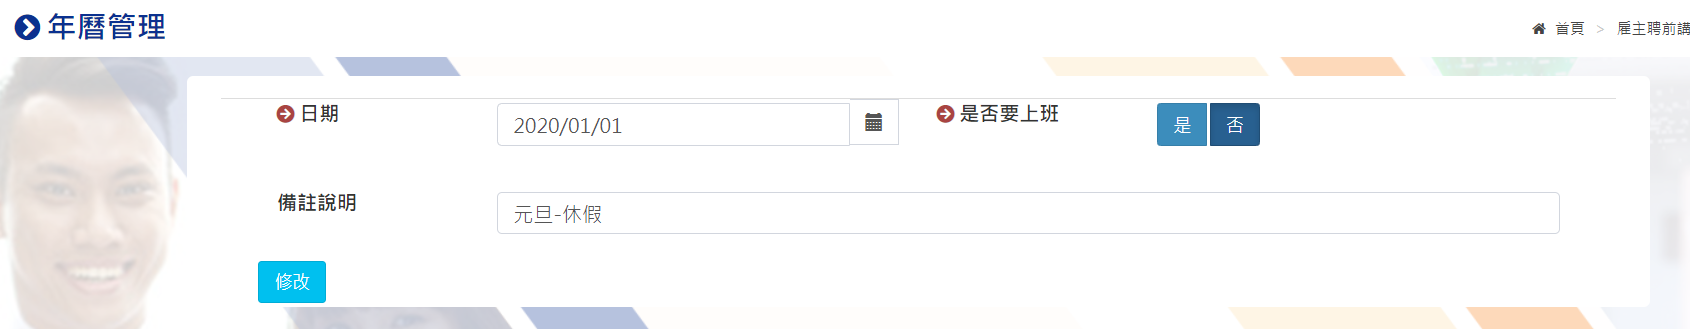 年曆管理
首頁 > 雇主聘前講
日期
2020/01/01
是否要上班
是
否
備註說明
元旦-休假
修改